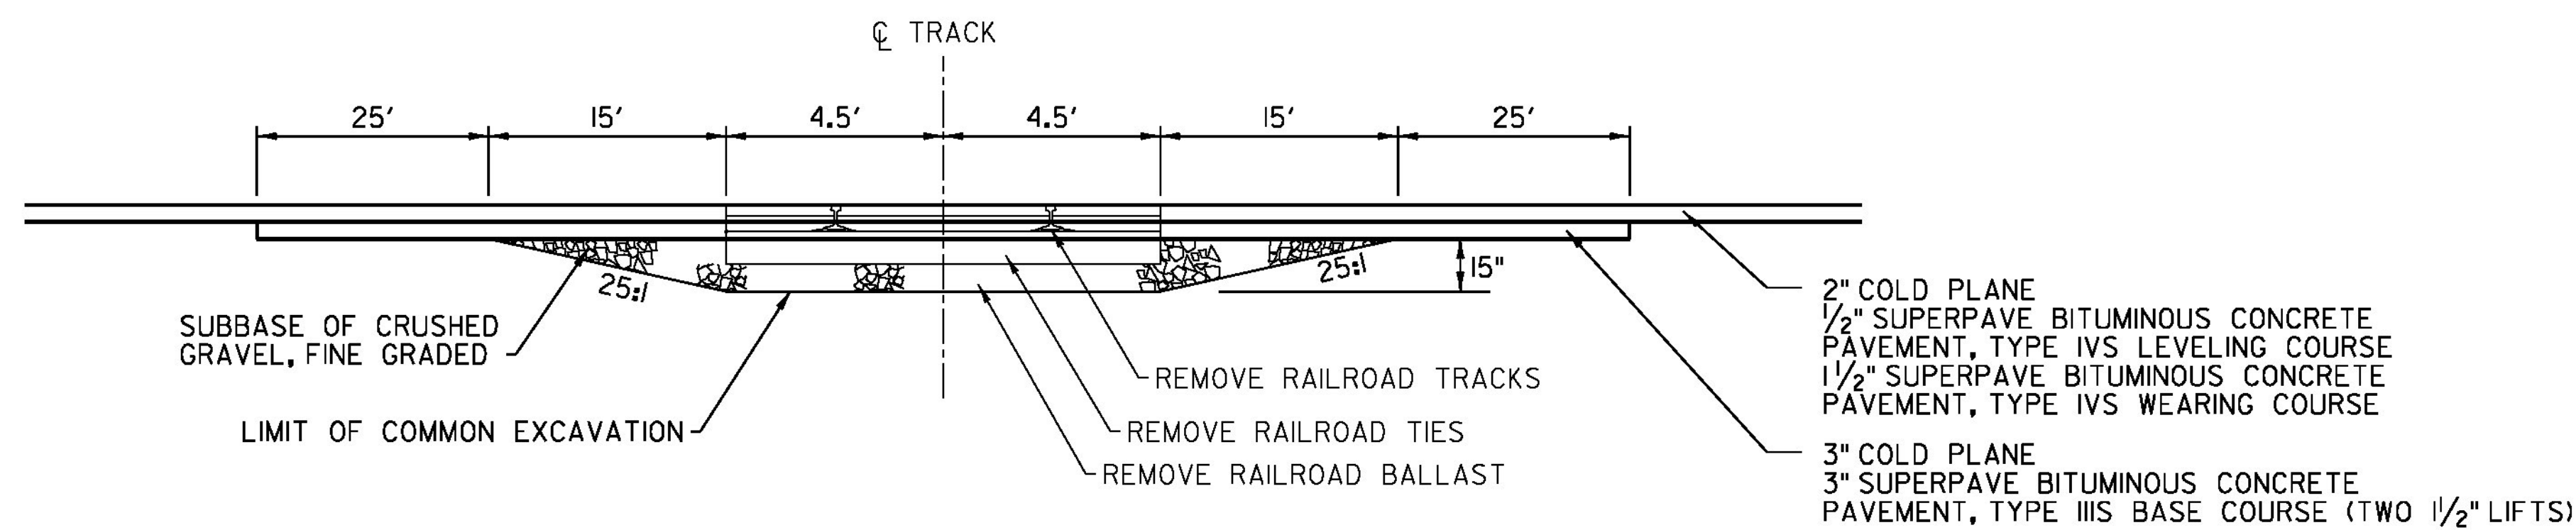 ℄ TRACK
25' 15' 4.5' 4.5' 15' 25'
25:1
25:1
15"
SUBBASE OF CRUSHED
GRAVEL, FINE GRADED
LIMIT OF COMMON EXCAVATION
REMOVE RAILROAD TRACKS
REMOVE RAILROAD TIES
REMOVE RAILROAD BALLAST
2" COLD PLANE
1/2" SUPERPAVE BITUMINOUS CONCRETE
PAVEMENT, TYPE IVS LEVELING COURSE
1 1/2" SUPERPAVE BITUMINOUS CONCRETE
PAVEMENT, TYPE IVS WEARING COURSE
3" COLD PLANE
3" SUPERPAVE BITUMINOUS CONCRETE
PAVEMENT, TYPE IIIS BASE COURSE (TWO 1 1/2" LIFTS)